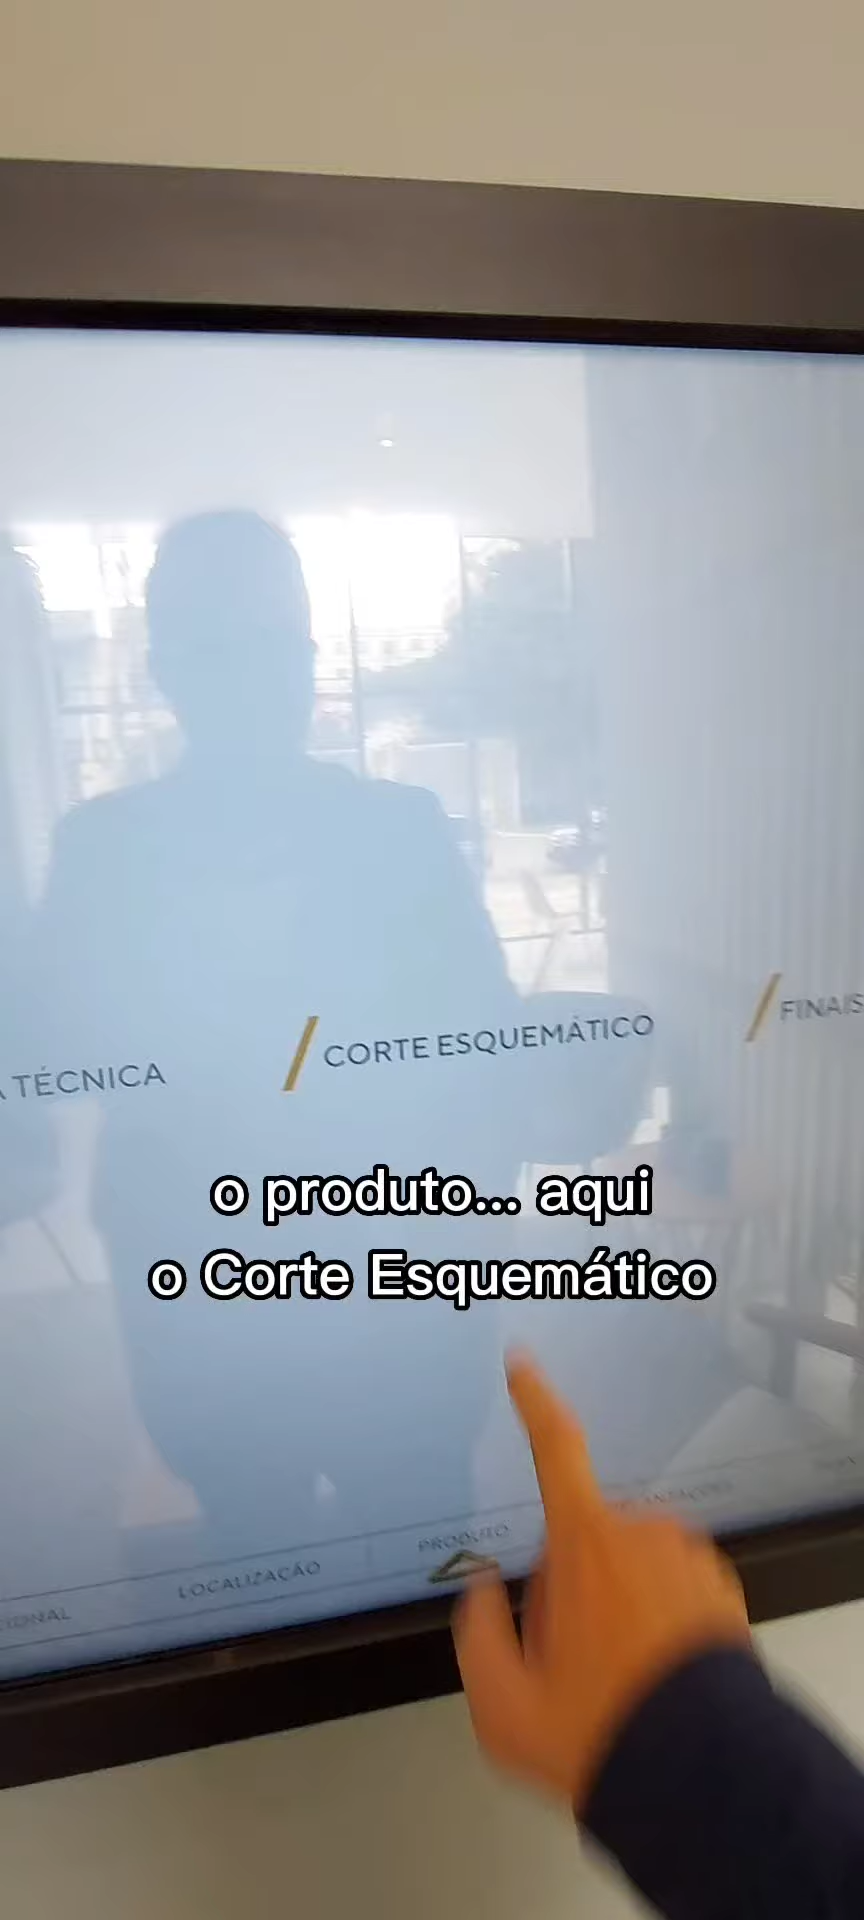 TÉCNICA
CORTE ESQUEMÁTICO
FINAIS
o produto... aqui
o Corte Esquemático
LOCALIZAÇÃO
PRODUTO